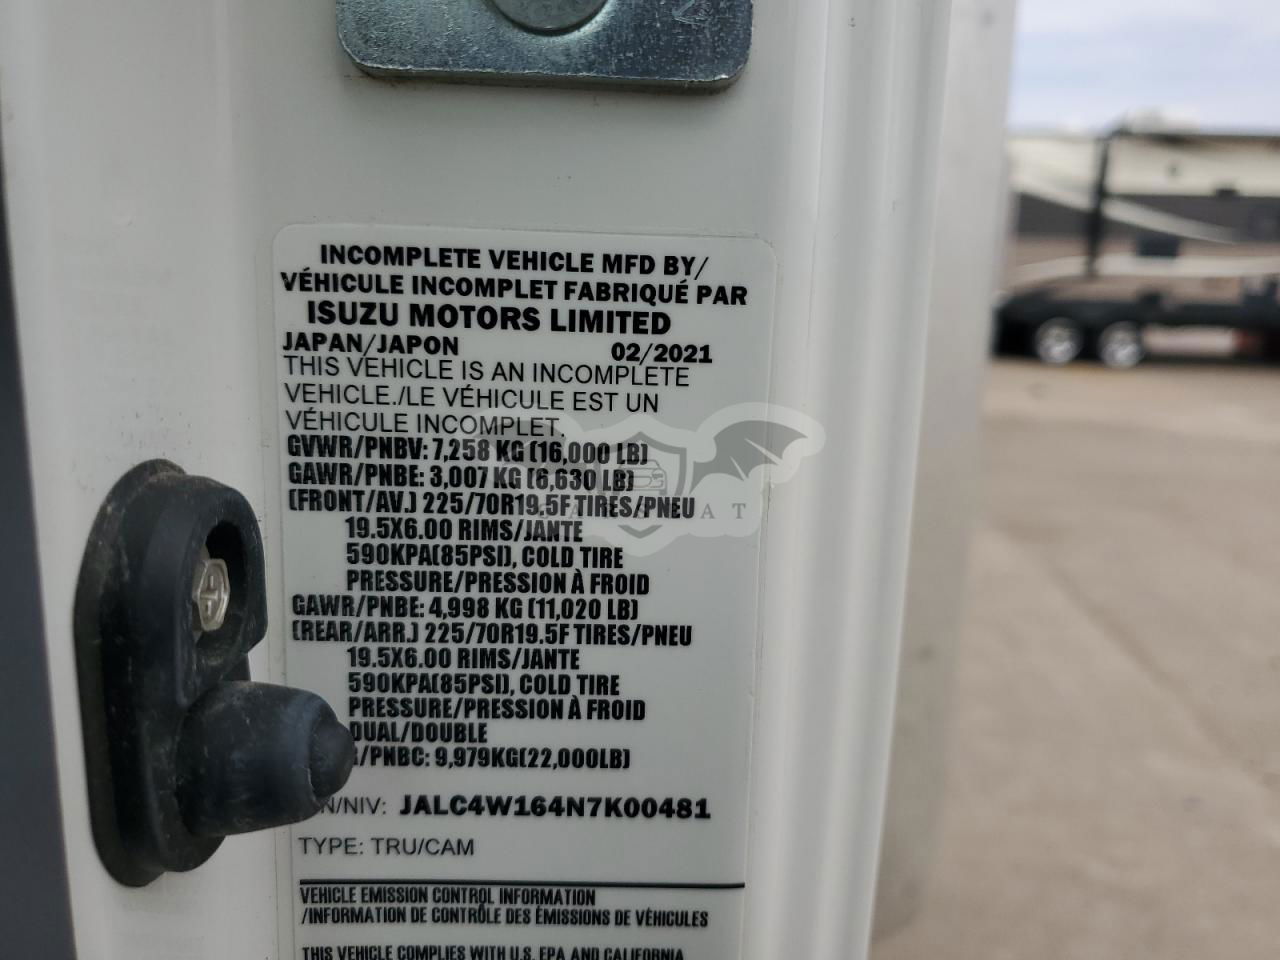 INCOMPLETE VEHICLE MFD BY/
VÉHICULE INCOMPLET FABRIQUÉ PAR
ISUZU MOTORS LIMITED
JAPAN/JAPON 02/2021
THIS VEHICLE IS AN INCOMPLETE
VEHICLE./LE VÉHICULE EST UN
VÉHICULE INCOMPLET.
GVWR/PNBV: 7,258 KG (16,000 LB)
GAWR/PNBE: 3,007 KG (6,630 LB)
(FRONT/AV.) 225/70R19.5F TIRES/PNEU
19.5X6.00 RIMS/JANTE
590KPA(85PSI), COLD TIRE
PRESSURE/PRESSION À FROID
GAWR/PNBE: 4,998 KG (11,020 LB)
(REAR/ARR.) 225/70R19.5F TIRES/PNEU
19.5X6.00 RIMS/JANTE
590KPA(85PSI), COLD TIRE
PRESSURE/PRESSION À FROID
DUAL/DOUBLE
/PNBC: 9,979KG(22,000LB)
N/NIV: JALC4W164N7K00481
TYPE: TRU/CAM
VEHICLE EMISSION CONTROL INFORMATION
/INFORMATION DE CONTRÔLE DES ÉMISSIONS DE VÉHICULES
THIS VEHICLE COMPLIES WITH U.S. EPA AND CALIFORNIA